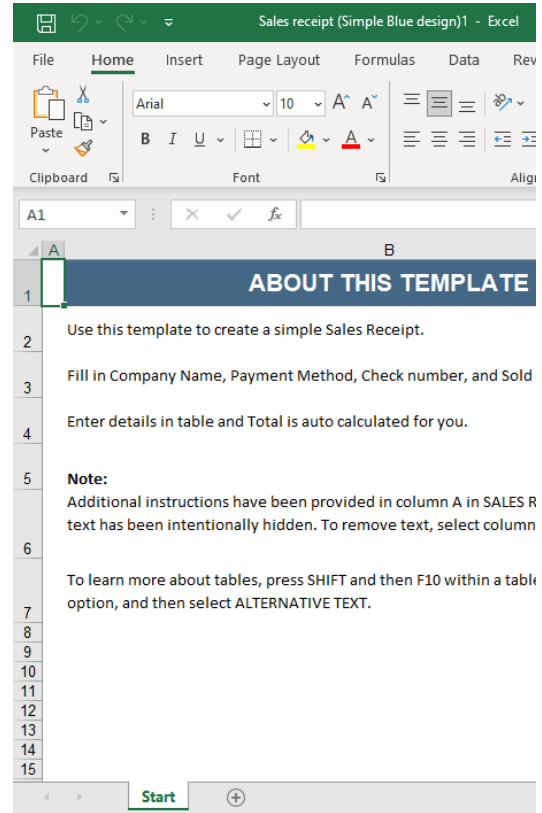 Sales receipt (Simple Blue design)1 - Excel
File Home Insert Page Layout Formulas Data Rev
Paste
Arial 10
B I U
Clipboard Font Align
A1 fx
A B
1 ABOUT THIS TEMPLATE
2 Use this template to create a simple Sales Receipt.
3 Fill in Company Name, Payment Method, Check number, and Sold
4 Enter details in table and Total is auto calculated for you.
5 Note:
Additional instructions have been provided in column A in SALES R
text has been intentionally hidden. To remove text, select column
6
To learn more about tables, press SHIFT and then F10 within a table
option, and then select ALTERNATIVE TEXT.
7
8
9
10
11
12
13
14
15
Start